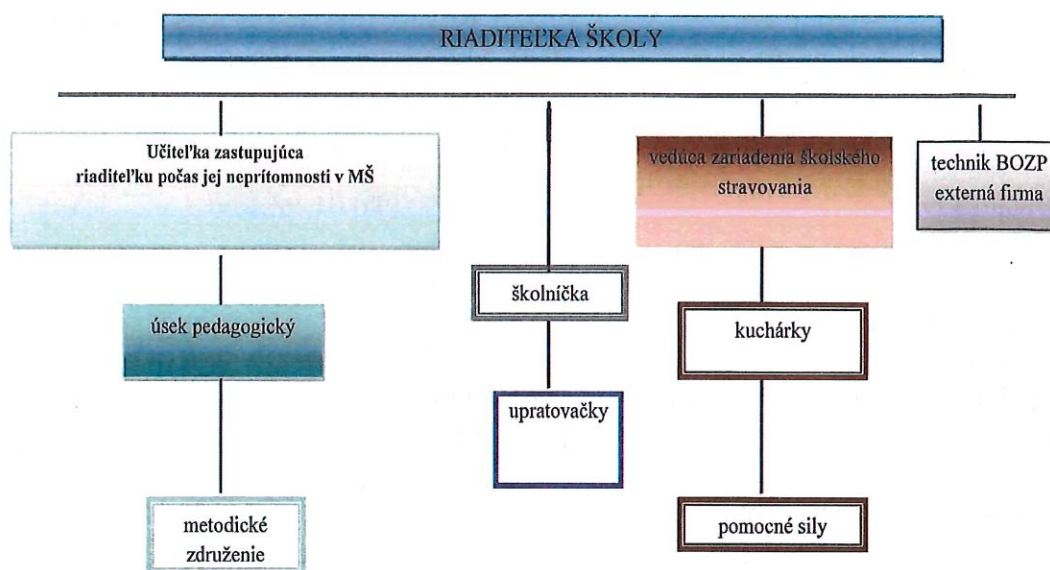 RIADITEĽKA ŠKOLY
Učiteľka zastupujúca
riaditeľku počas jej neprítomnosti v MŠ
vedúca zariadenia školského
stravovania
technik BOZP
externá firma
školníčka
úsek pedagogický
kuchárky
upratovačky
metodické
združenie
pomocné sily